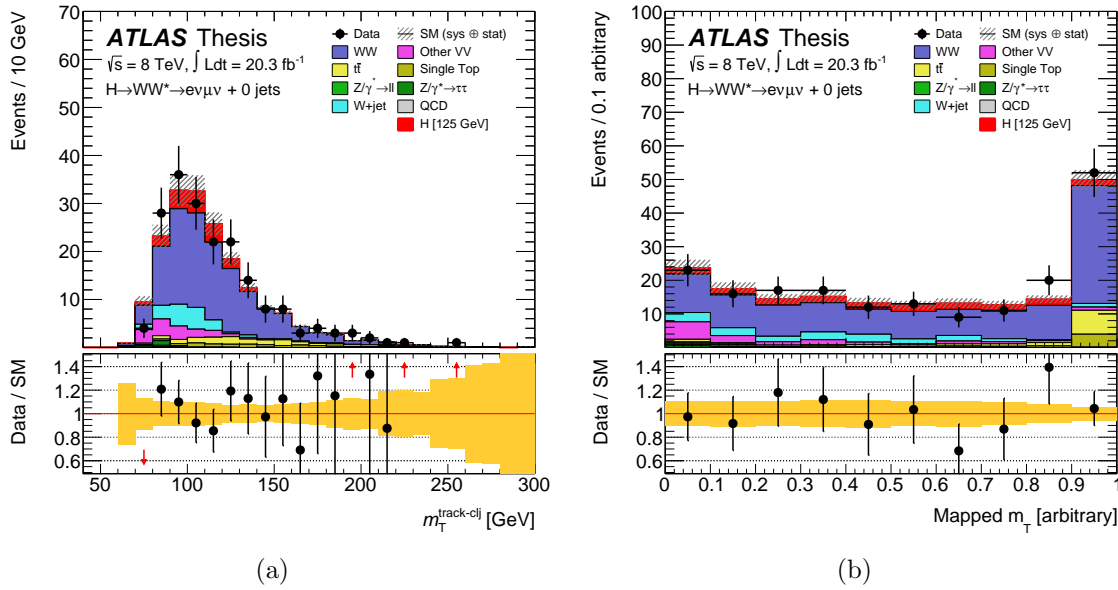 ATLAS Thesis
√s = 8 TeV, ∫ Ldt = 20.3 fb⁻¹
H→WW*→eνμν + 0 jets
Data
SM (sys ⊕ stat)
WW
Other VV
tt̄
Single Top
Z/γ* →ll
Z/γ*→ττ
W+jet
QCD
H [125 GeV]
Events / 10 GeV
70
60
50
40
30
20
10
Data / SM
1.4
1.2
1
0.8
0.6
50 100 150 200 250 300
m_T^track-clj [GeV]
(a)
ATLAS Thesis
√s = 8 TeV, ∫ Ldt = 20.3 fb⁻¹
H→WW*→eνμν + 0 jets
Data
SM (sys ⊕ stat)
WW
Other VV
tt̄
Single Top
Z/γ* →ll
Z/γ*→ττ
W+jet
QCD
H [125 GeV]
Events / 0.1 arbitrary
100
90
80
70
60
50
40
30
20
10
Data / SM
1.4
1.2
1
0.8
0.6
0 0.1 0.2 0.3 0.4 0.5 0.6 0.7 0.8 0.9 1
Mapped m_T [arbitrary]
(b)